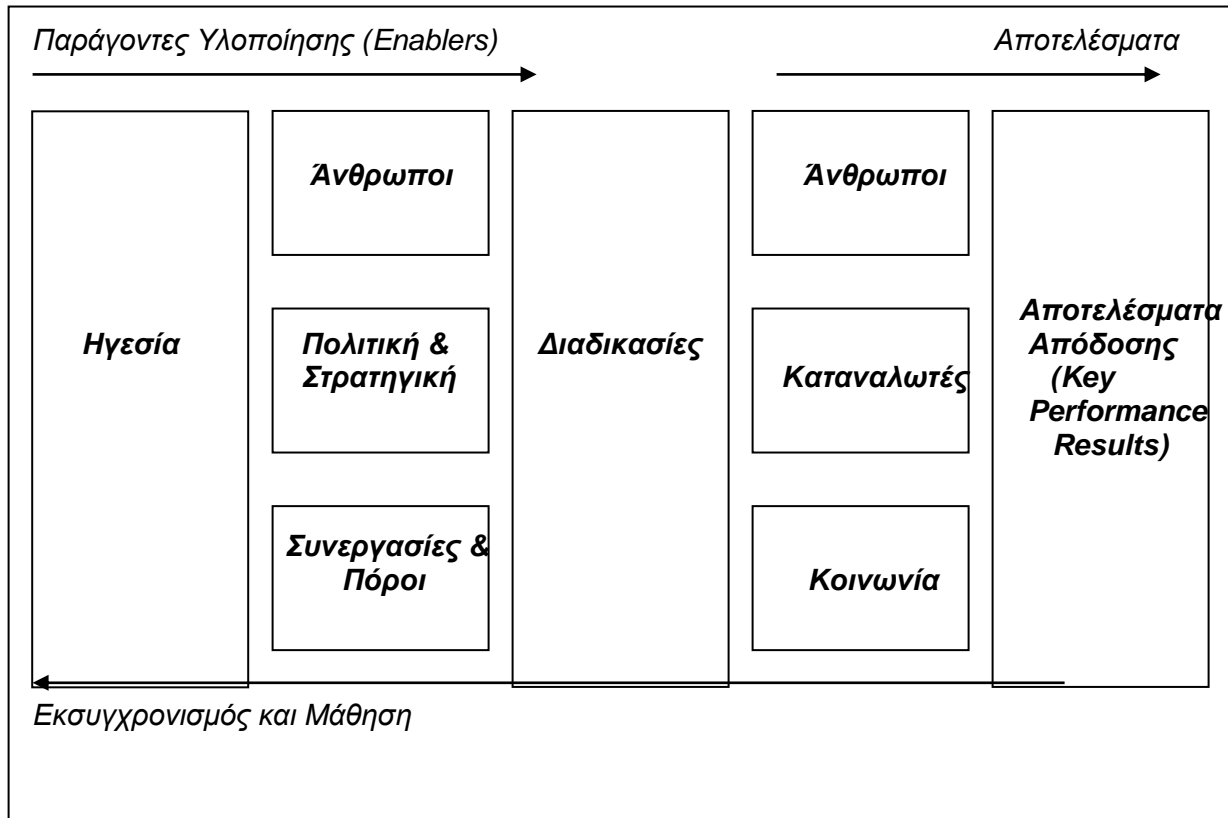 Παράγοντες Υλοποίησης (Enablers)
Αποτελέσματα
Άνθρωποι
Άνθρωποι
Ηγεσία
Πολιτική &
Στρατηγική
Διαδικασίες
Καταναλωτές
Αποτελέσματα
Απόδοσης
(Key
Performance
Results)
Συνεργασίες &
Πόροι
Κοινωνία
Εκσυγχρονισμός και Μάθηση